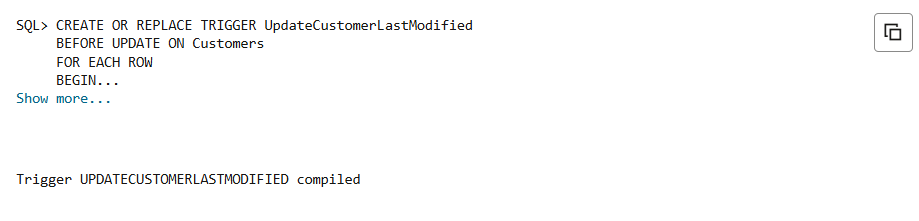 SQL> CREATE OR REPLACE TRIGGER UpdateCustomerLastModified
     BEFORE UPDATE ON Customers
     FOR EACH ROW
     BEGIN...
Show more...
Trigger UPDATECUSTOMERLASTMODIFIED compiled